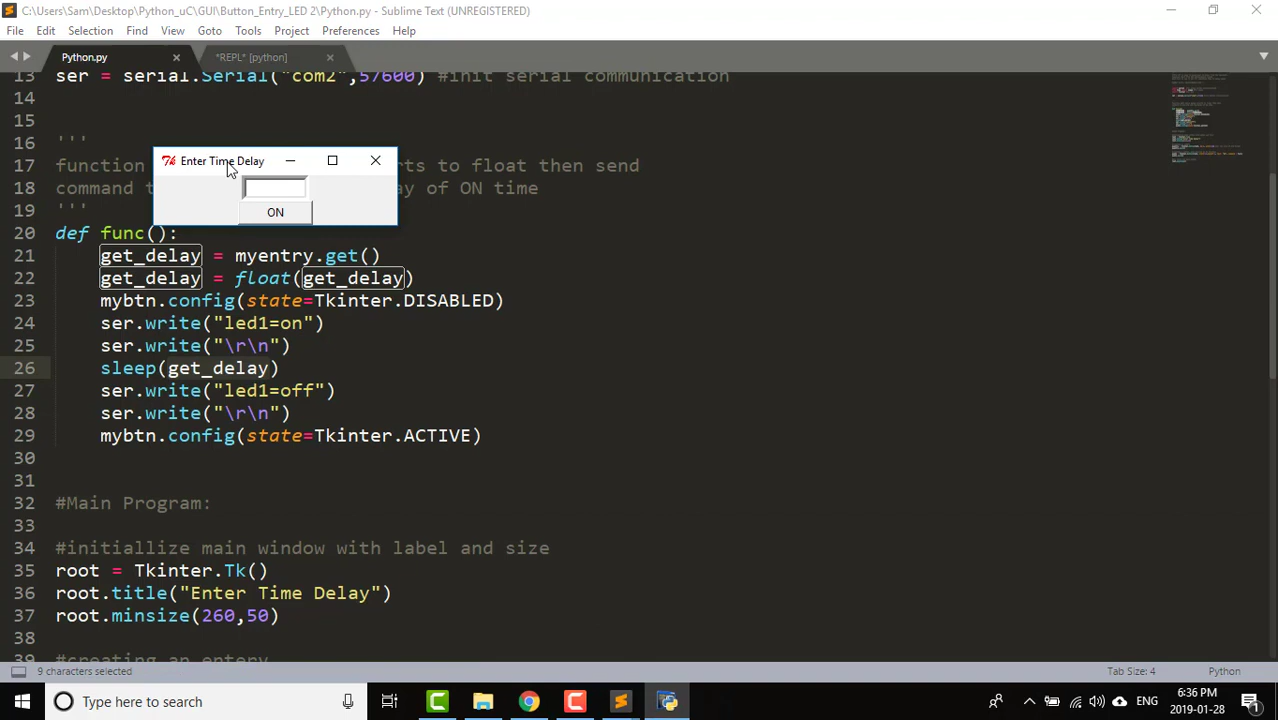 C:\Users\Sam\Desktop\Python_uC\GUI\Button_Entry_LED 2\Python.py - Sublime Text (UNREGISTERED)
File Edit Selection Find View Goto Tools Project Preferences Help
Python.py *REPL* [python]
13 ser = serial.Serial("com2",57600) #init serial communication
14
15
16 '''
Enter Time Delay
17 function rts to float then send
18 command t ay of ON time
19 '''
ON
20 def func():
21 get_delay = myentry.get()
22 get_delay = float(get_delay)
23 mybtn.config(state=Tkinter.DISABLED)
24 ser.write("led1=on")
25 ser.write("\r\n")
26 sleep(get_delay)
27 ser.write("led1=off")
28 ser.write("\r\n")
29 mybtn.config(state=Tkinter.ACTIVE)
30
31
32 #Main Program:
33
34 #initiallize main window with label and size
35 root = Tkinter.Tk()
36 root.title("Enter Time Delay")
37 root.minsize(260,50)
38
39 #creating an entery
9 characters selected Tab Size: 4 Python
Type here to search ENG 6:36 PM
2019-01-28